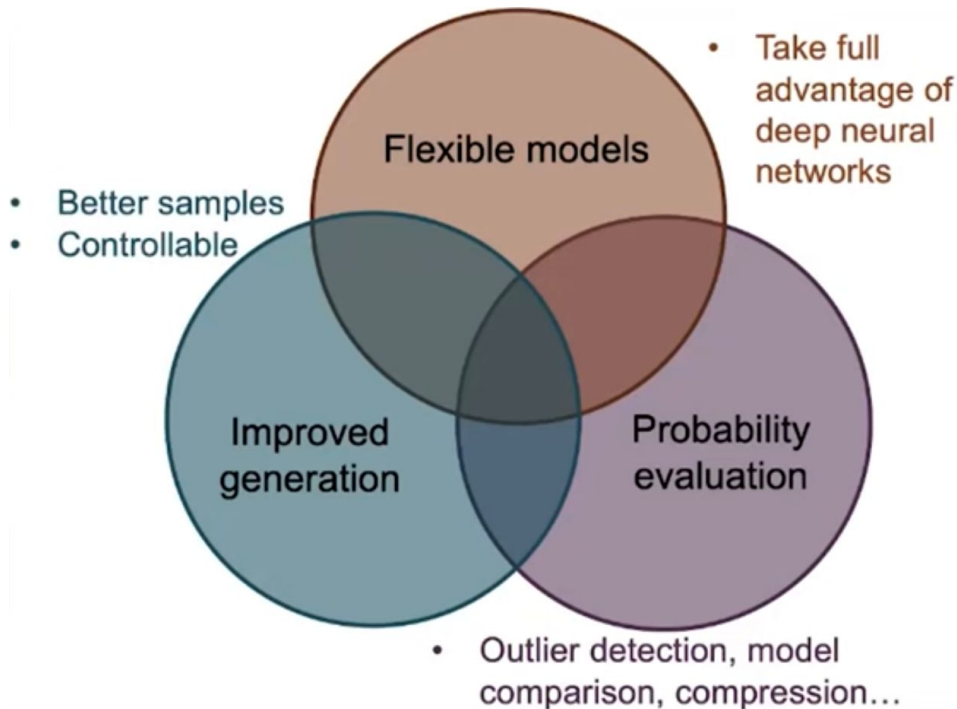 • Take full
advantage of
deep neural
networks
Flexible models
• Better samples
• Controllable
Improved
generation
Probability
evaluation
• Outlier detection, model
comparison, compression…